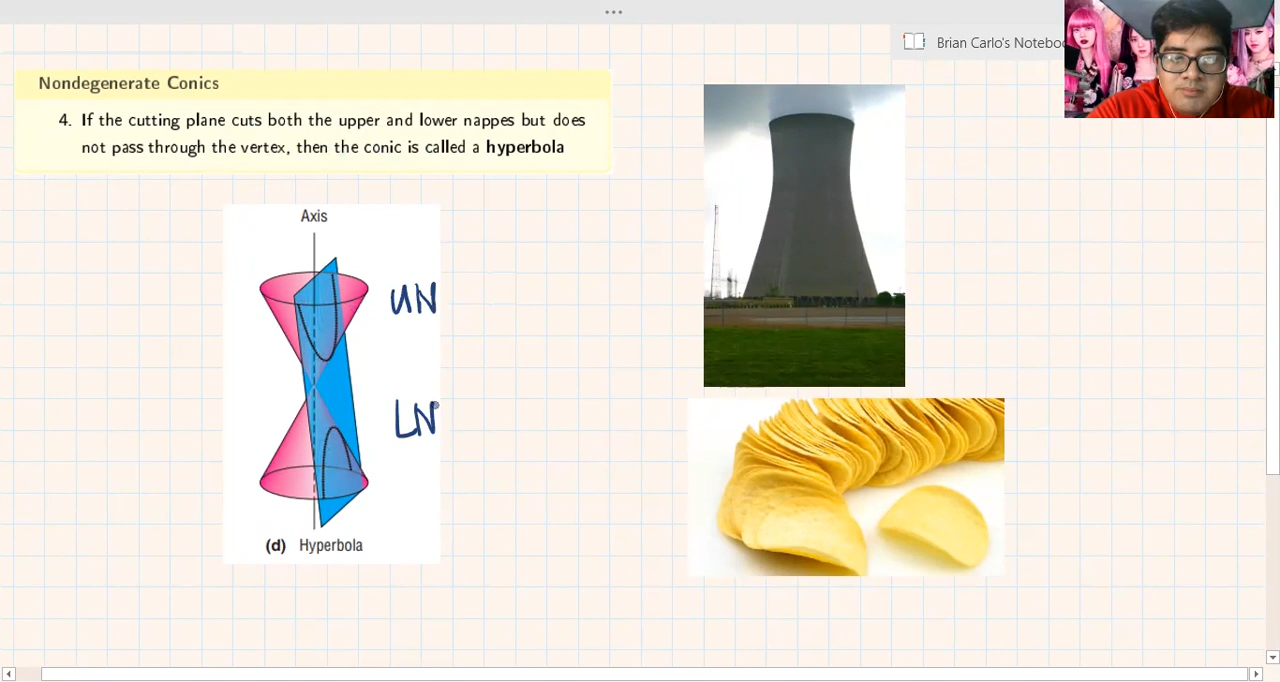 Brian Carlo's Notebo
Nondegenerate Conics
4. If the cutting plane cuts both the upper and lower nappes but does
not pass through the vertex, then the conic is called a hyperbola
Axis
UN
LN
(d) Hyperbola